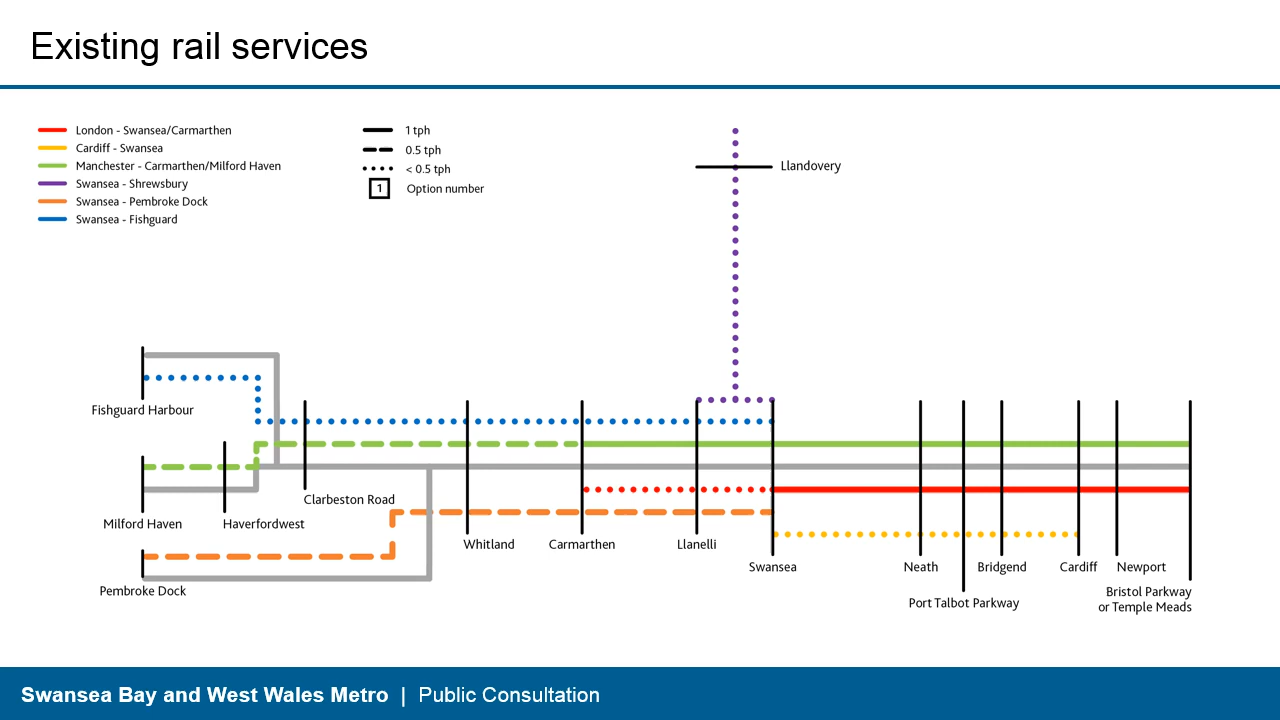 Existing rail services
London - Swansea/Carmarthen
Cardiff - Swansea
Manchester - Carmarthen/Milford Haven
Swansea - Shrewsbury
Swansea - Pembroke Dock
Swansea - Fishguard
1 tph
0.5 tph
< 0.5 tph
1 Option number
Llandovery
Fishguard Harbour
Clarbeston Road
Milford Haven
Haverfordwest
Whitland
Carmarthen
Llanelli
Swansea
Neath
Bridgend
Cardiff
Newport
Pembroke Dock
Port Talbot Parkway
Bristol Parkway
or Temple Meads
Swansea Bay and West Wales Metro | Public Consultation